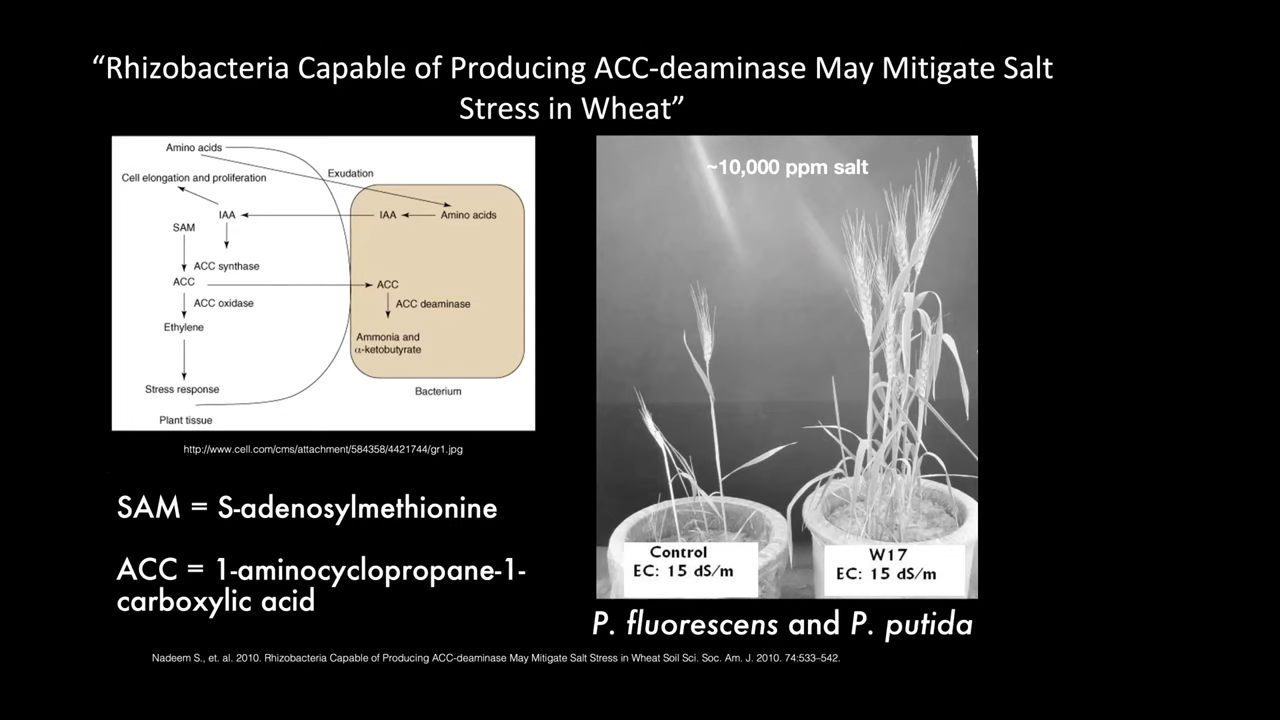 “Rhizobacteria Capable of Producing ACC-deaminase May Mitigate Salt
Stress in Wheat”
Amino acids
Exudation
Cell elongation and proliferation
IAA
IAA
Amino acids
SAM
ACC synthase
ACC
ACC
ACC oxidase
ACC deaminase
Ethylene
Ammonia and
α-ketobutyrate
Stress response
Bacterium
Plant tissue
http://www.cell.com/cms/attachment/584358/4421744/gr1.jpg
SAM = S-adenosylmethionine
ACC = 1-aminocyclopropane-1-
carboxylic acid
~10,000 ppm salt
Control
EC: 15 dS/m
W17
EC: 15 dS/m
P. fluorescens and P. putida
Nadeem S., et. al. 2010. Rhizobacteria Capable of Producing ACC-deaminase May Mitigate Salt Stress in Wheat Soil Sci. Soc. Am. J. 2010. 74:533–542.